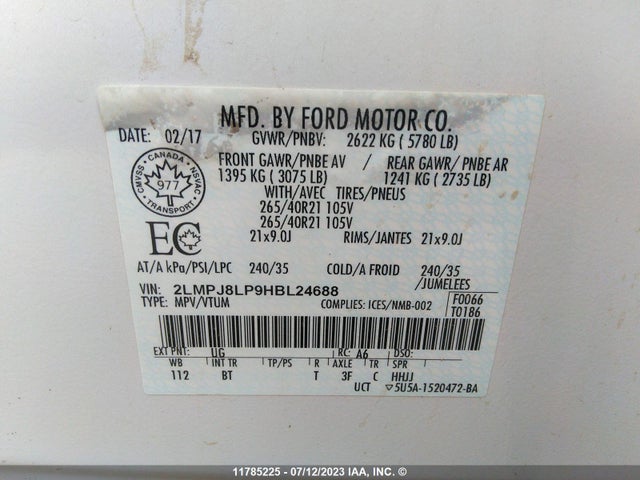 MFD. BY FORD MOTOR CO.
DATE: 02/17 GVWR/PNBV: 2622 KG ( 5780 LB)
FRONT GAWR/PNBE AV / REAR GAWR/ PNBE AR
1395 KG ( 3075 LB) 1241 KG ( 2735 LB)
WITH/AVEC TIRES/PNEUS
265/40R21 105V
265/40R21 105V
21x9.0J RIMS/JANTES 21x9.0J
CANADA
CMVSS NSVAC
977
TRANSPORT
EC
AT/A kPa/PSI/LPC 240/35 COLD/A FROID 240/35
/JUMELEES
VIN: 2LMPJ8LP9HBL24688
TYPE: MPV/VTUM COMPLIES: ICES/NMB-002
F0066
T0186
EXT PNT: UG RC: A6 DSO:
WB INT TR TP/PS R AXLE TR SPR
112 BT T 3F C HHJJ
UCT 5U5A-1520472-BA
11785225 - 07/12/2023 IAA, INC. ©